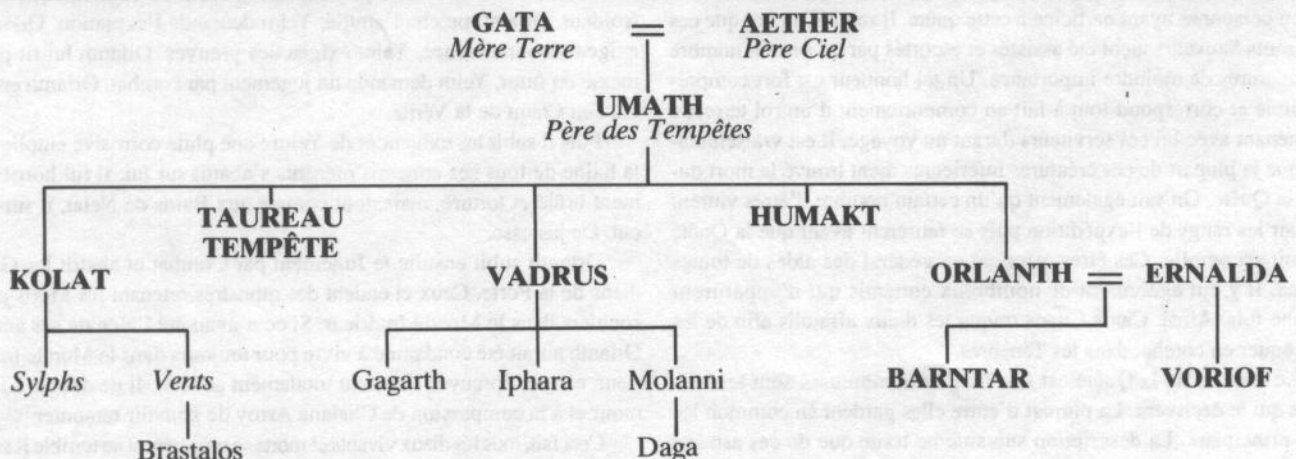 GATA = AETHER
Mère Terre Père Ciel
UMATH
Père des Tempêtes
TAUREAU
TEMPÊTE
HUMAKT
KOLAT VADRUS ORLANTH = ERNALDA
Sylphs Vents Gagarth Iphara Molanni BARNTAR VORIOF
Brastalos Daga